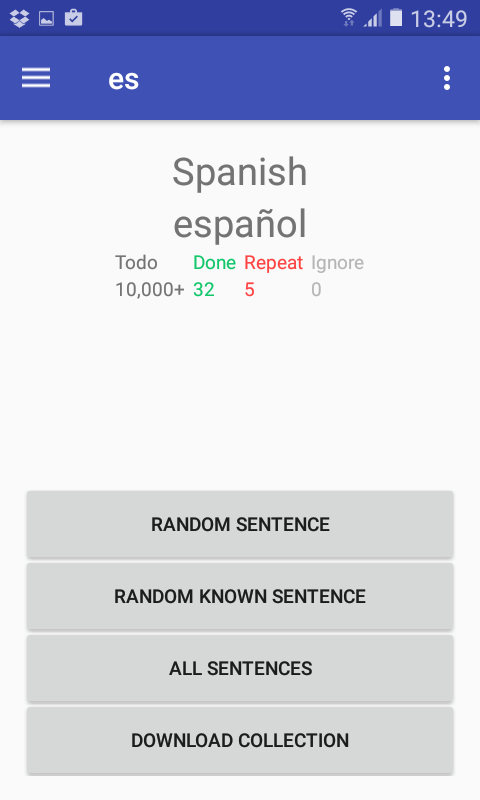 13:49
es
Spanish
español
Todo Done Repeat Ignore
10,000+ 32 5 0
RANDOM SENTENCE
RANDOM KNOWN SENTENCE
ALL SENTENCES
DOWNLOAD COLLECTION